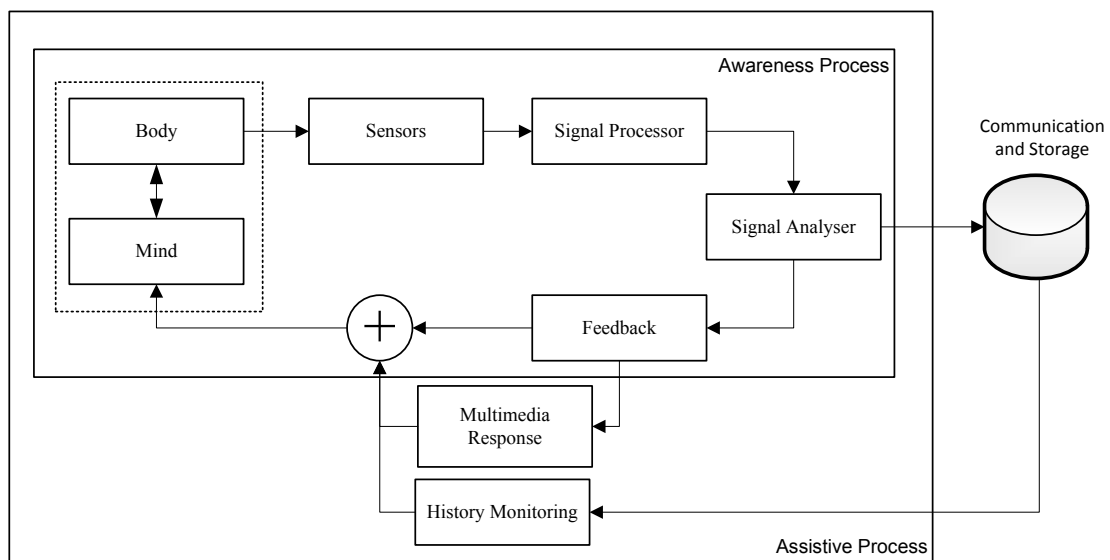 Awareness Process
Body
Sensors
Signal Processor
Communication
and Storage
Mind
Signal Analyser
+
Feedback
Multimedia
Response
History Monitoring
Assistive Process